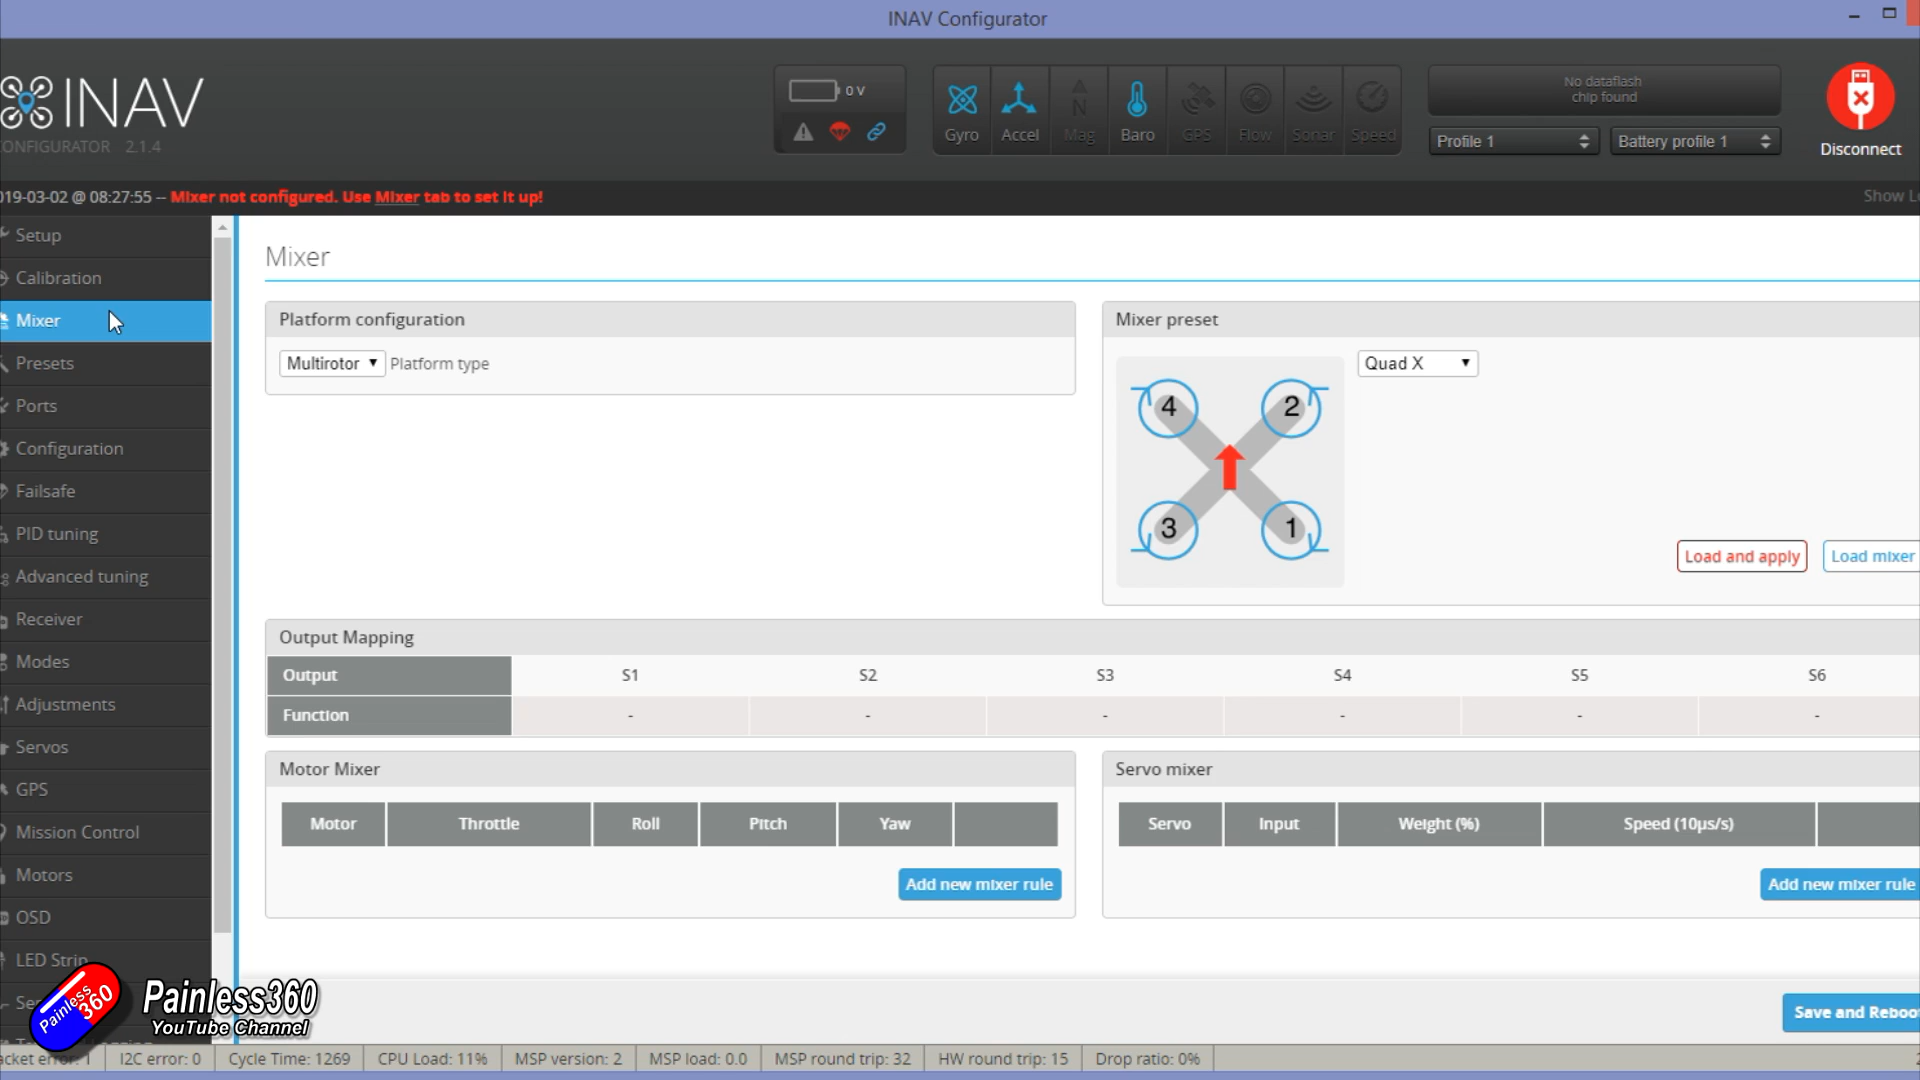 INAV Configurator
INAV
CONFIGURATOR 2.1.4
0 V
Gyro
Accel
Mag
Baro
GPS
Flow
Sonar
Speed
No dataflash
chip found
Profile 1
Battery profile 1
Disconnect
019-03-02 @ 08:27:55 -- Mixer not configured. Use Mixer tab to set it up!
Show Lo
Setup
Calibration
Mixer
Presets
Ports
Configuration
Failsafe
PID tuning
Advanced tuning
Receiver
Modes
Adjustments
Servos
GPS
Mission Control
Motors
OSD
LED Strip
Mixer
Platform configuration
Multirotor Platform type
Mixer preset
Quad X
4 2
3 1
Load and apply
Load mixer
Output Mapping
Output S1 S2 S3 S4 S5 S6
Function - - - - - -
Motor Mixer
Motor Throttle Roll Pitch Yaw
Add new mixer rule
Servo mixer
Servo Input Weight (%) Speed (10µs/s)
Add new mixer rule
Save and Reboot
Painless
360
Painless360
YouTube Channel
acket error: 1 I2C error: 0 Cycle Time: 1269 CPU Load: 11% MSP version: 2 MSP load: 0.0 MSP round trip: 32 HW round trip: 15 Drop ratio: 0%